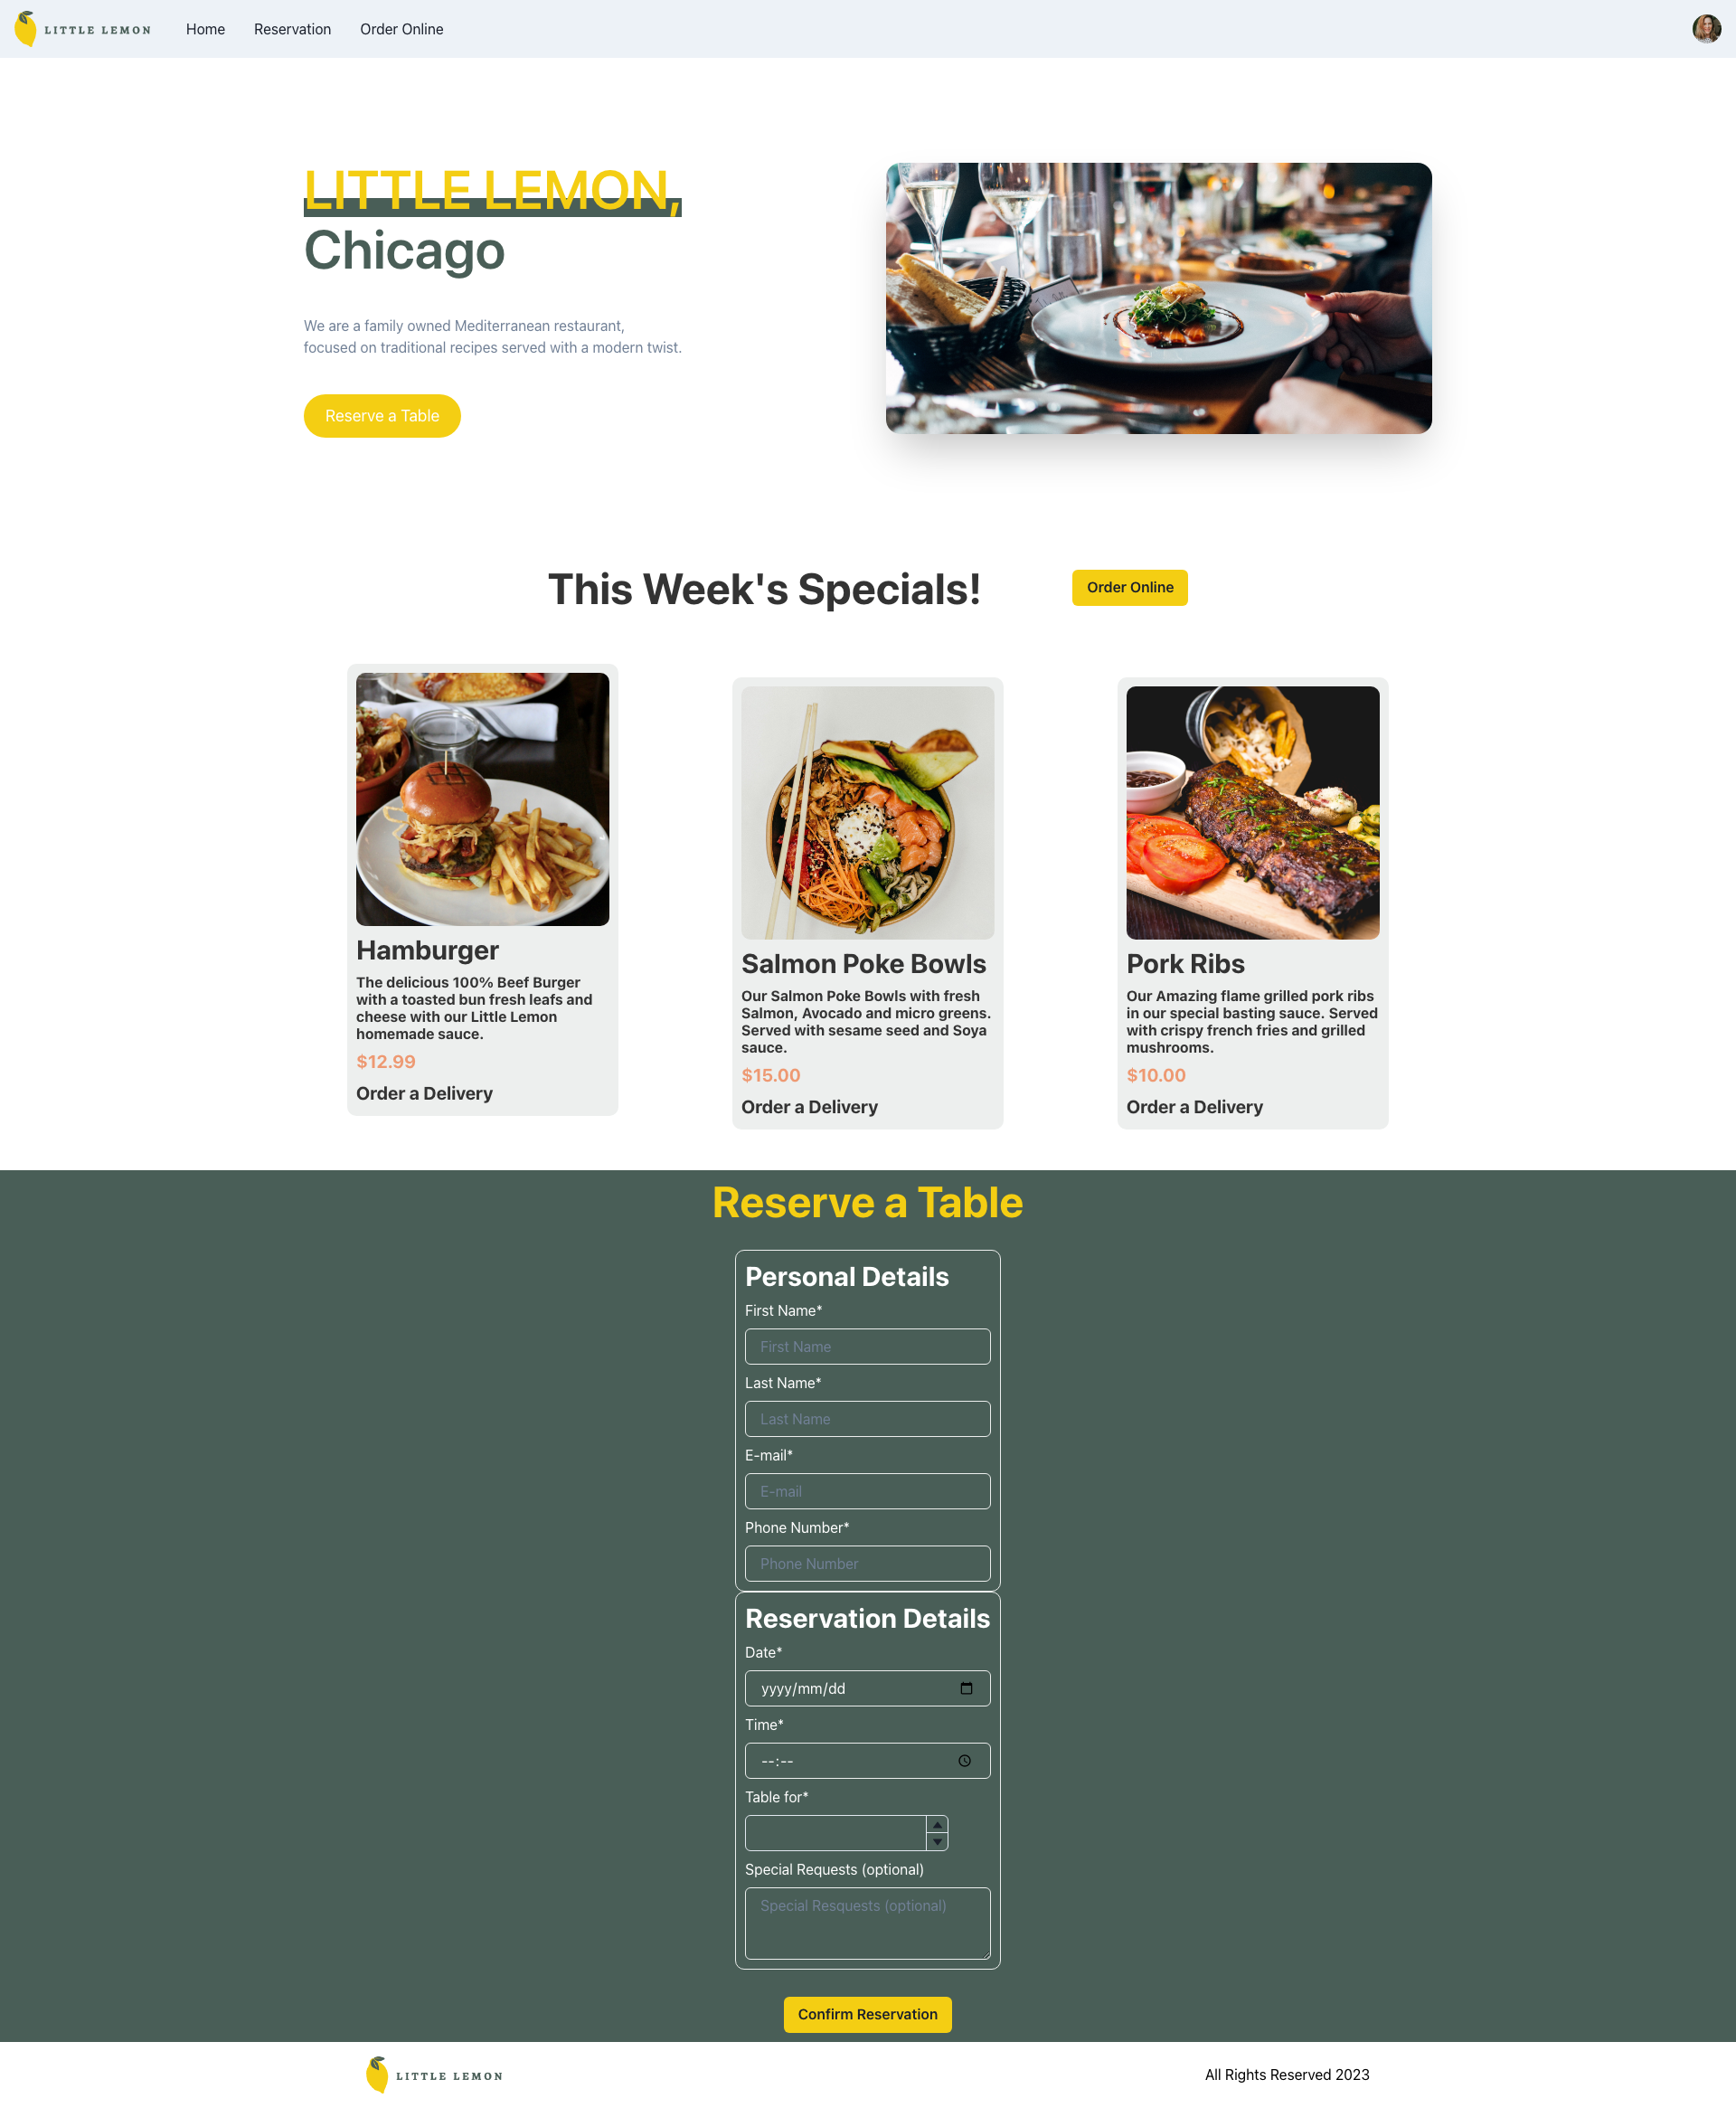 LITTLE LEMON
Home
Reservation
Order Online
LITTLE LEMON,
Chicago
We are a family owned Mediterranean restaurant,
focused on traditional recipes served with a modern twist.
Reserve a Table
This Week's Specials!
Order Online
Hamburger
The delicious 100% Beef Burger
with a toasted bun fresh leafs and
cheese with our Little Lemon
homemade sauce.
$12.99
Order a Delivery
Salmon Poke Bowls
Our Salmon Poke Bowls with fresh
Salmon, Avocado and micro greens.
Served with sesame seed and Soya
sauce.
$15.00
Order a Delivery
Pork Ribs
Our Amazing flame grilled pork ribs
in our special basting sauce. Served
with crispy french fries and grilled
mushrooms.
$10.00
Order a Delivery
Reserve a Table
Personal Details
First Name*
First Name
Last Name*
Last Name
E-mail*
E-mail
Phone Number*
Phone Number
Reservation Details
Date*
yyyy/mm/dd
Time*
--:--
Table for*
Special Requests (optional)
Special Resquests (optional)
Confirm Reservation
LITTLE LEMON
All Rights Reserved 2023